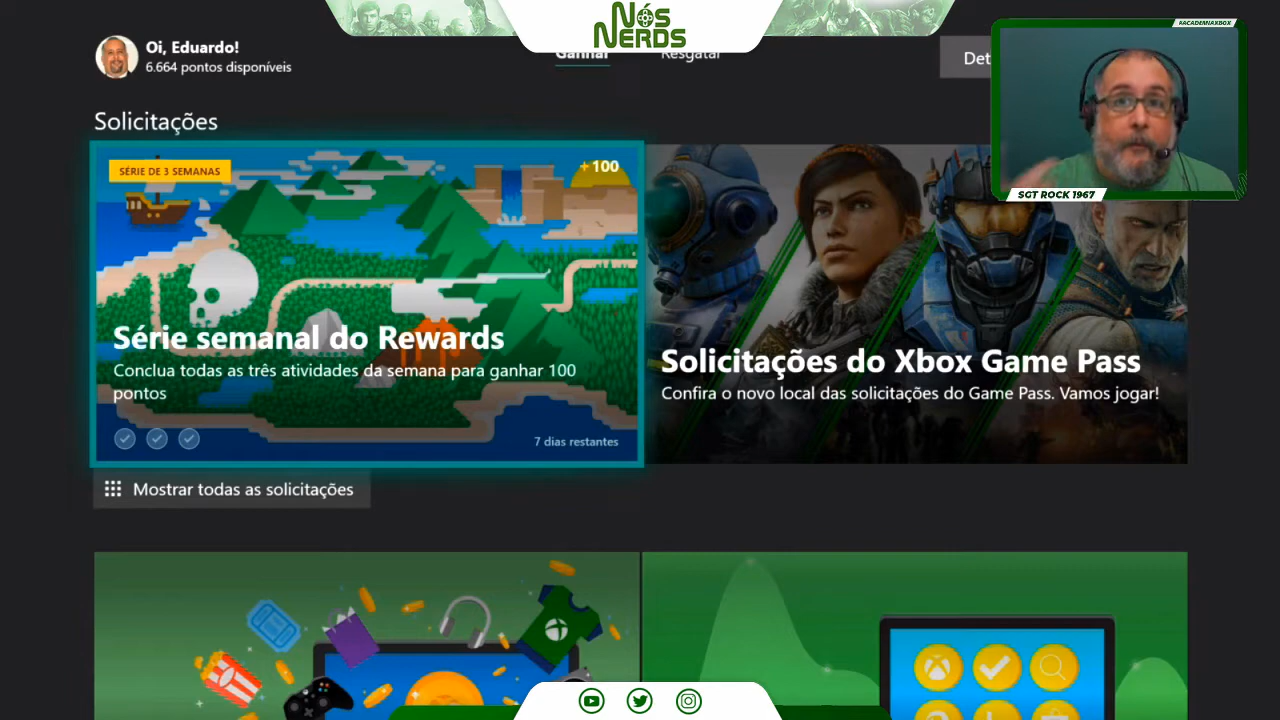 NÓS
NERDS
#ACADEMIAXBOX
Oi, Eduardo!
6.664 pontos disponíveis
Ganhar
Resgatar
Det
SGT ROCK 1967
Solicitações
SÉRIE DE 3 SEMANAS
+100
Série semanal do Rewards
Conclua todas as três atividades da semana para ganhar 100
pontos
7 dias restantes
Solicitações do Xbox Game Pass
Confira o novo local das solicitações do Game Pass. Vamos jogar!
Mostrar todas as solicitações